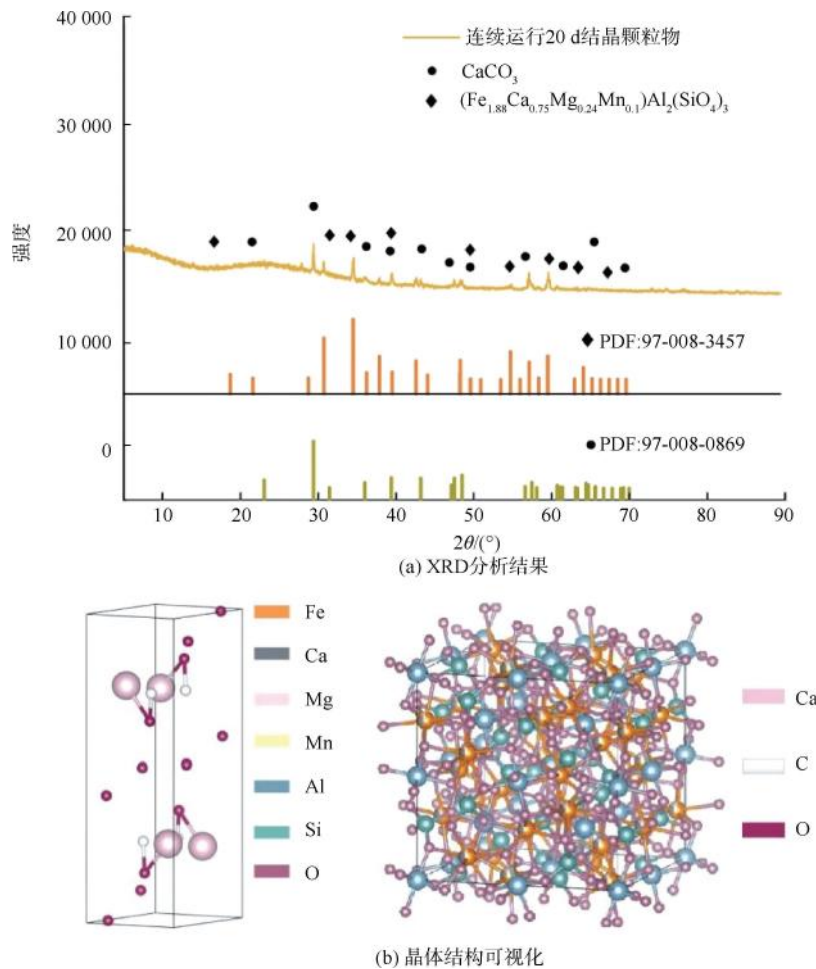 40 000
连续运行20 d结晶颗粒物
CaCO₃
(Fe₁.₈₈Ca₀.₇₅Mg₀.₂₄Mn₀.₁)Al₂(SiO₄)₃
30 000
强度
20 000
PDF:97-008-3457
10 000
PDF:97-008-0869
0
10 20 30 40 50 60 70 80 90
2θ/(°)
(a) XRD分析结果
Fe
Ca
Mg
Mn
Al
Si
O
Ca
C
O
(b) 晶体结构可视化